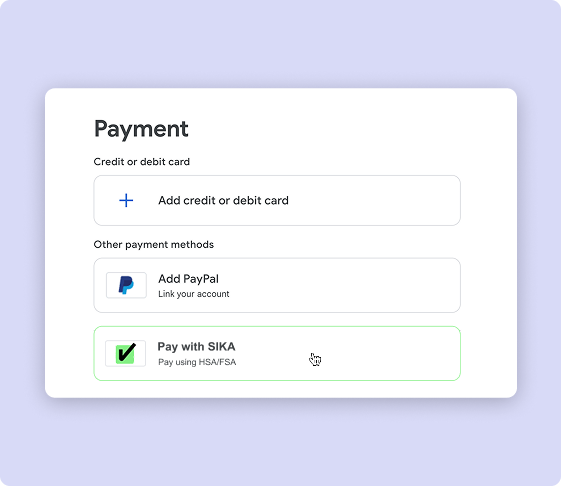 Payment
Credit or debit card
Add credit or debit card
Other payment methods
Add PayPal
Link your account
Pay with SIKA
Pay using HSA/FSA